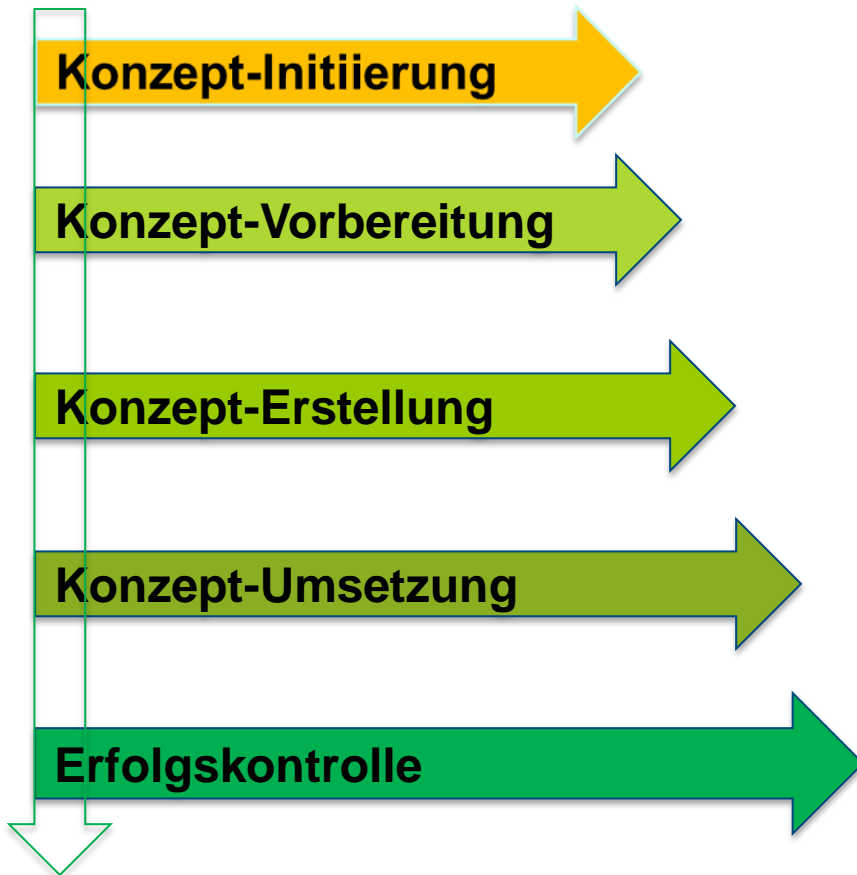 Konzept-Initiierung
Konzept-Vorbereitung
Konzept-Erstellung
Konzept-Umsetzung
Erfolgskontrolle